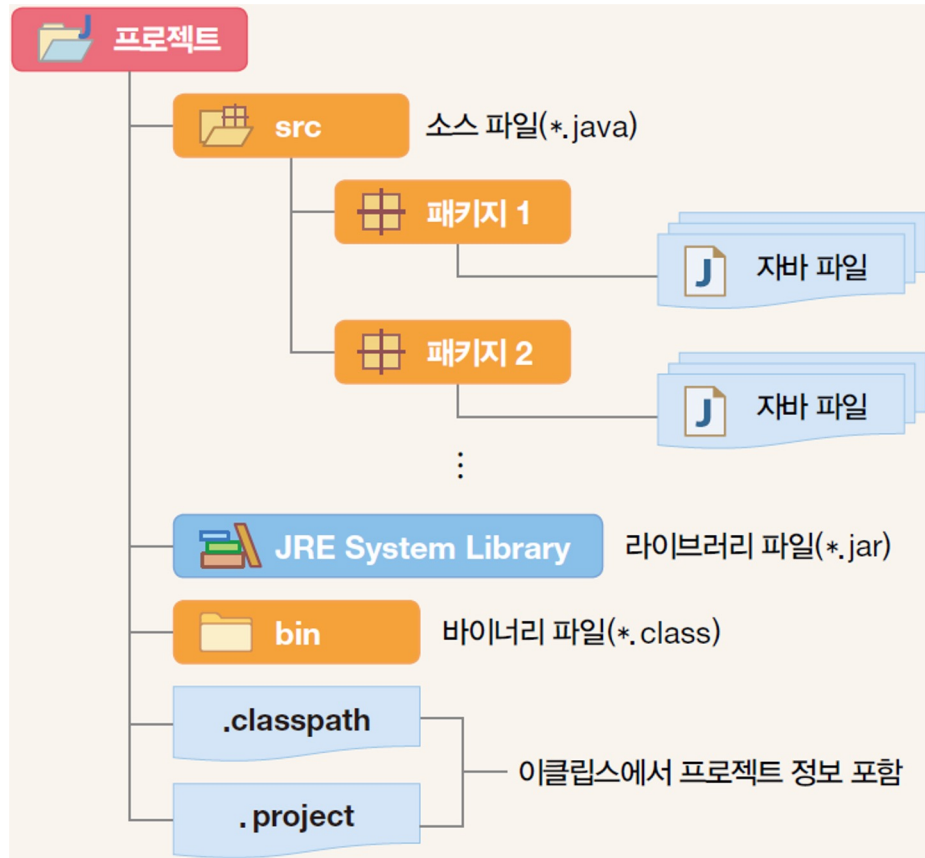 프로젝트
src 소스 파일(*.java)
패키지 1
자바 파일
패키지 2
자바 파일
⋮
JRE System Library 라이브러리 파일(*.jar)
bin 바이너리 파일(*.class)
.classpath
이클립스에서 프로젝트 정보 포함
.project